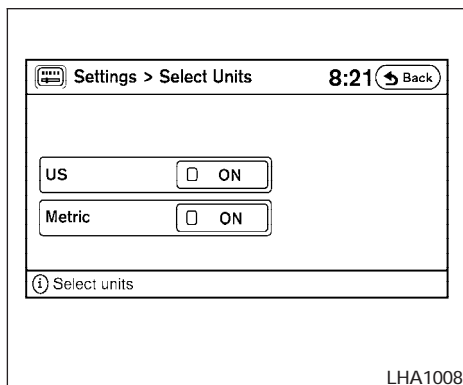 Settings > Select Units 8:21 Back
US ON
Metric ON
i Select units
LHA1008